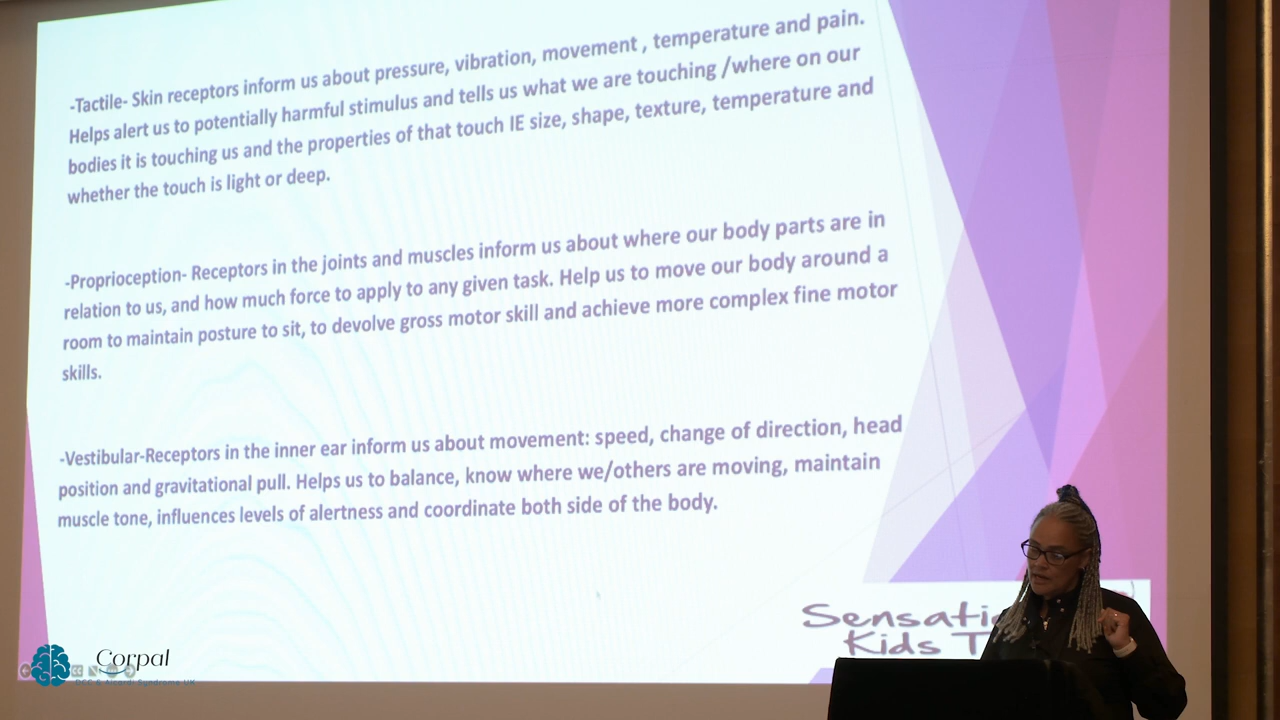 -Tactile- Skin receptors inform us about pressure, vibration, movement , temperature and pain.
Helps alert us to potentially harmful stimulus and tells us what we are touching /where on our
bodies it is touching us and the properties of that touch IE size, shape, texture, temperature and
whether the touch is light or deep.
-Proprioception- Receptors in the joints and muscles inform us about where our body parts are in
relation to us, and how much force to apply to any given task. Help us to move our body around a
room to maintain posture to sit, to devolve gross motor skill and achieve more complex fine motor
skills.
-Vestibular-Receptors in the inner ear inform us about movement: speed, change of direction, head
position and gravitational pull. Helps us to balance, know where we/others are moving, maintain
muscle tone, influences levels of alertness and coordinate both side of the body.
Sensati
Kids T
Corpal
DCC & Aicardi Syndrome UK